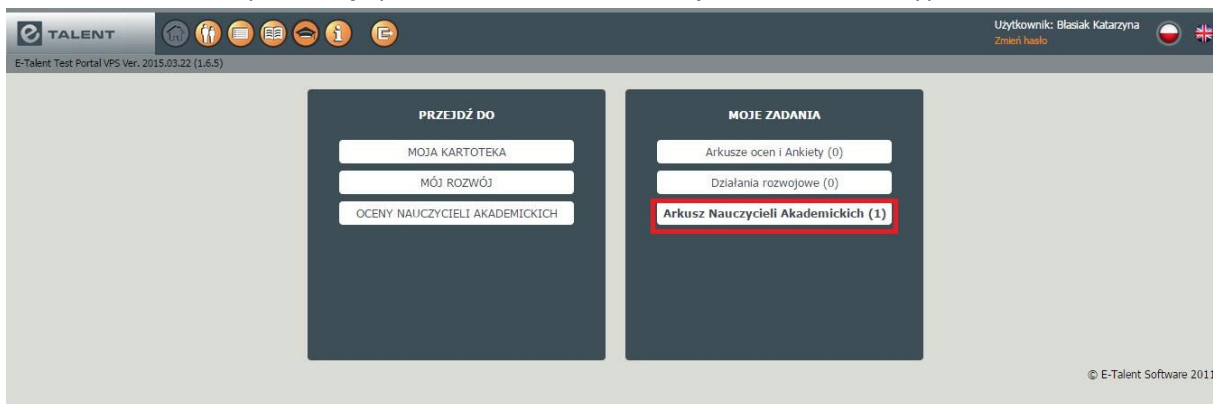 TALENT
Użytkownik: Błasiak Katarzyna
Zmień hasło
E-Talent Test Portal VPS Ver. 2015.03.22 (1.6.5)
PRZEJDŹ DO
MOJA KARTOTEKA
MÓJ ROZWÓJ
OCENY NAUCZYCIELI AKADEMICKICH
MOJE ZADANIA
Arkusze ocen i Ankiety (0)
Działania rozwojowe (0)
Arkusz Nauczycieli Akademickich (1)
© E-Talent Software 2011